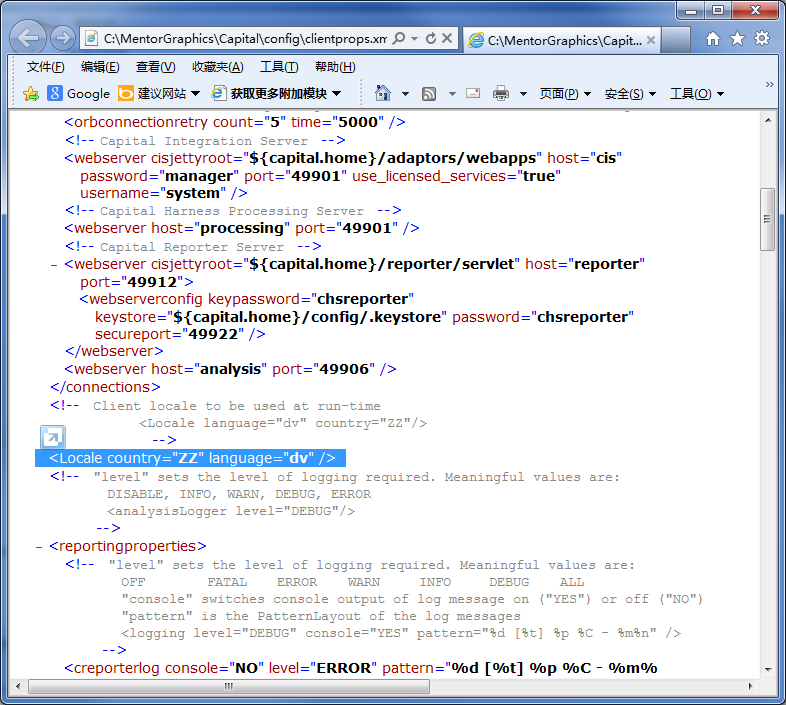 C:\MentorGraphics\Capital\config\clientprops.xm
C:\MentorGraphics\Capit...
文件(F) 编辑(E) 查看(V) 收藏夹(A) 工具(T) 帮助(H)
Google 建议网站 获取更多附加模块 页面(P) 安全(S) 工具(O) »
<orbconnectionretry count="5" time="5000" />
<!-- Capital Integration Server -->
<webserver cisjettyroot="${capital.home}/adaptors/webapps" host="cis"
password="manager" port="49901" use_licensed_services="true"
username="system" />
<!-- Capital Harness Processing Server -->
<webserver host="processing" port="49901" />
<!-- Capital Reporter Server -->
- <webserver cisjettyroot="${capital.home}/reporter/servlet" host="reporter"
port="49912">
<webserverconfig keypassword="chsreporter"
keystore="${capital.home}/config/.keystore" password="chsreporter"
secureport="49922" />
</webserver>
<webserver host="analysis" port="49906" />
</connections>
<!-- Client locale to be used at run-time
<Locale language="dv" country="ZZ"/>
-->
<Locale country="ZZ" language="dv" />
<!-- "level" sets the level of logging required. Meaningful values are:
DISABLE, INFO, WARN, DEBUG, ERROR
<analysisLogger level="DEBUG"/>
-->
- <reportingproperties>
<!-- "level" sets the level of logging required. Meaningful values are:
OFF FATAL ERROR WARN INFO DEBUG ALL
"console" switches console output of log message on ("YES") or off ("NO")
"pattern" is the PatternLayout of the log messages
<logging level="DEBUG" console="YES" pattern="%d [%t] %p %C - %m%n" />
-->
<creporterlog console="NO" level="ERROR" pattern="%d [%t] %p %C - %m%